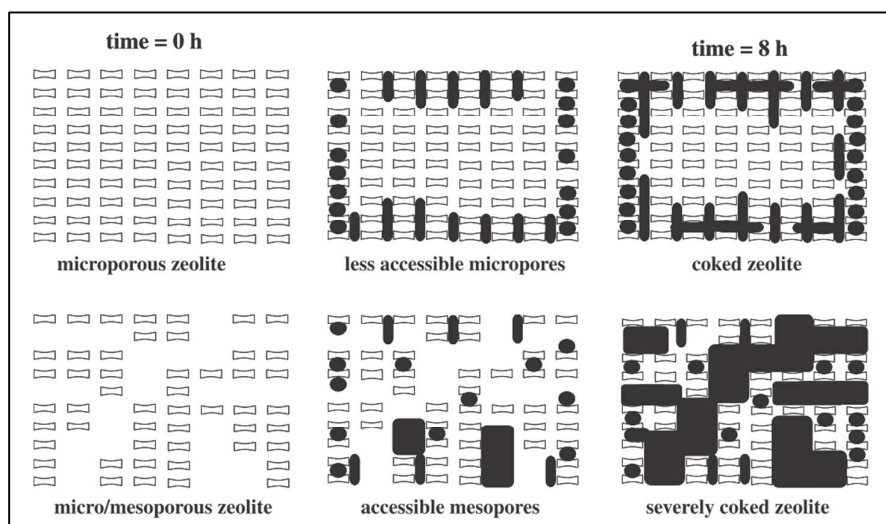 time = 0 h
time = 8 h
microporous zeolite
less accessible micropores
coked zeolite
micro/mesoporous zeolite
accessible mesopores
severely coked zeolite